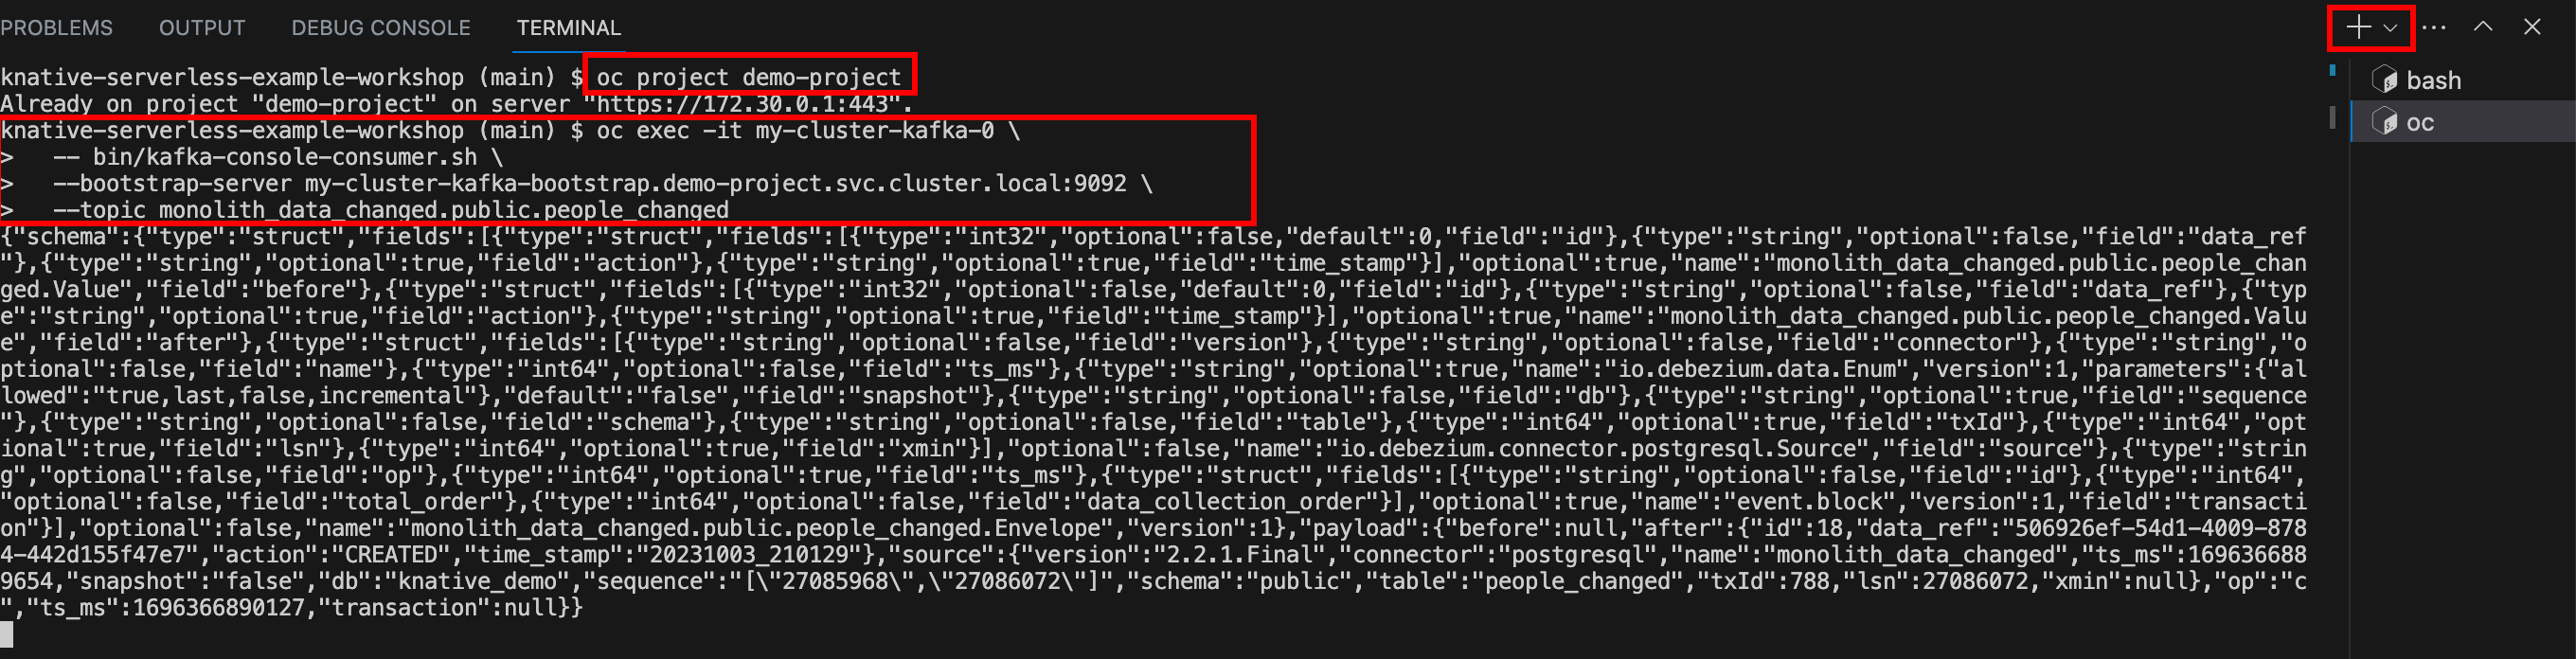 PROBLEMS OUTPUT DEBUG CONSOLE TERMINAL
knative-serverless-example-workshop (main) $ oc project demo-project
Already on project "demo-project" on server "https://172.30.0.1:443".
knative-serverless-example-workshop (main) $ oc exec -it my-cluster-kafka-0 \
>   -- bin/kafka-console-consumer.sh \
>   --bootstrap-server my-cluster-kafka-bootstrap.demo-project.svc.cluster.local:9092 \
>   --topic monolith_data_changed.public.people_changed
{"schema":{"type":"struct","fields":[{"type":"struct","fields":[{"type":"int32","optional":false,"default":0,"field":"id"},{"type":"string","optional":false,"field":"data_ref
"},{"type":"string","optional":true,"field":"action"},{"type":"string","optional":true,"field":"time_stamp"}],"optional":true,"name":"monolith_data_changed.public.people_chan
ged.Value","field":"before"},{"type":"struct","fields":[{"type":"int32","optional":false,"default":0,"field":"id"},{"type":"string","optional":false,"field":"data_ref"},{"typ
e":"string","optional":true,"field":"action"},{"type":"string","optional":true,"field":"time_stamp"}],"optional":true,"name":"monolith_data_changed.public.people_changed.Valu
e","field":"after"},{"type":"struct","fields":[{"type":"string","optional":false,"field":"version"},{"type":"string","optional":false,"field":"connector"},{"type":"string","o
ptional":false,"field":"name"},{"type":"int64","optional":false,"field":"ts_ms"},{"type":"string","optional":true,"name":"io.debezium.data.Enum","version":1,"parameters":{"al
lowed":"true,last,false,incremental"},"default":"false","field":"snapshot"},{"type":"string","optional":false,"field":"db"},{"type":"string","optional":true,"field":"sequence
"},{"type":"string","optional":false,"field":"schema"},{"type":"string","optional":false,"field":"table"},{"type":"int64","optional":true,"field":"txId"},{"type":"int64","opt
ional":true,"field":"lsn"},{"type":"int64","optional":true,"field":"xmin"}],"optional":false,"name":"io.debezium.connector.postgresql.Source","field":"source"},{"type":"strin
g","optional":false,"field":"op"},{"type":"int64","optional":true,"field":"ts_ms"},{"type":"struct","fields":[{"type":"string","optional":false,"field":"id"},{"type":"int64",
"optional":false,"field":"total_order"},{"type":"int64","optional":false,"field":"data_collection_order"}],"optional":true,"name":"event.block","version":1,"field":"transacti
on"}],"optional":false,"name":"monolith_data_changed.public.people_changed.Envelope","version":1},"payload":{"before":null,"after":{"id":18,"data_ref":"506926ef-54d1-4009-878
4-442d155f47e7","action":"CREATED","time_stamp":"20231003_210129"},"source":{"version":"2.2.1.Final","connector":"postgresql","name":"monolith_data_changed","ts_ms":169636688
9654,"snapshot":"false","db":"knative_demo","sequence":"[\"27085968\",\"27086072\"]","schema":"public","table":"people_changed","txId":788,"lsn":27086072,"xmin":null},"op":"c
","ts_ms":1696366890127,"transaction":null}}
bash
oc